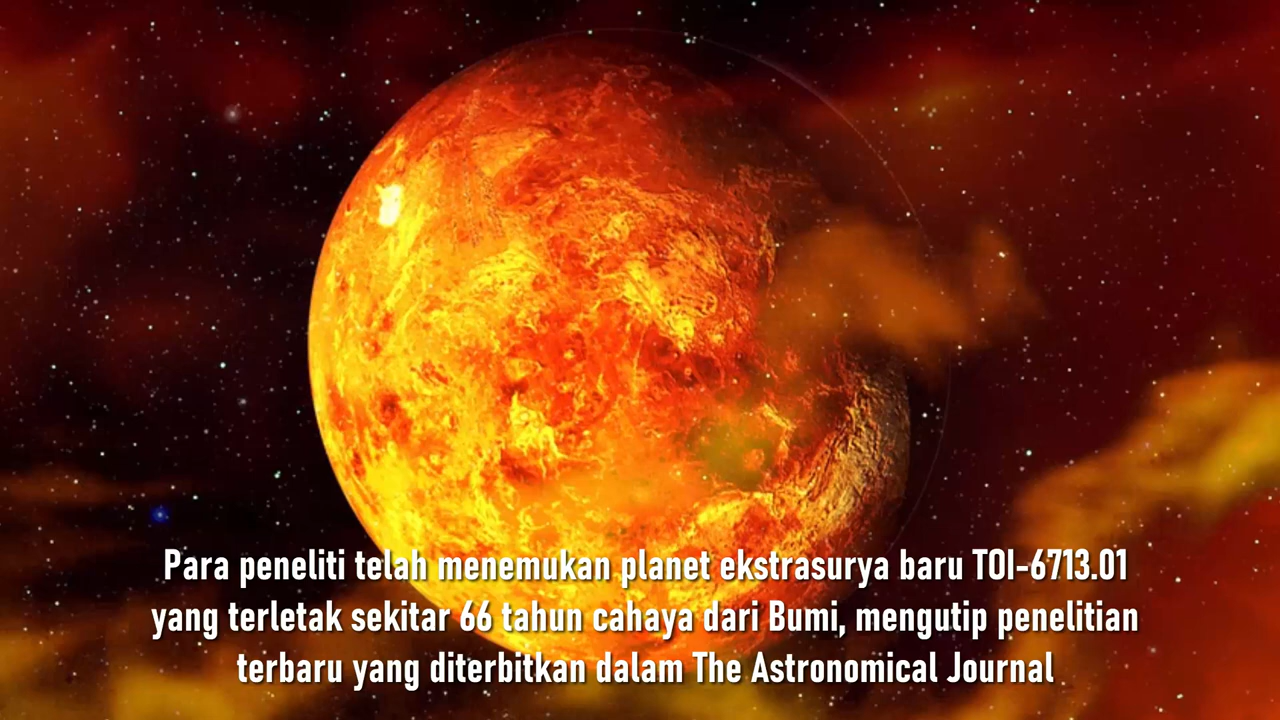 Para peneliti telah menemukan planet ekstrasurya baru TOI-6713.01
yang terletak sekitar 66 tahun cahaya dari Bumi, mengutip penelitian
terbaru yang diterbitkan dalam The Astronomical Journal